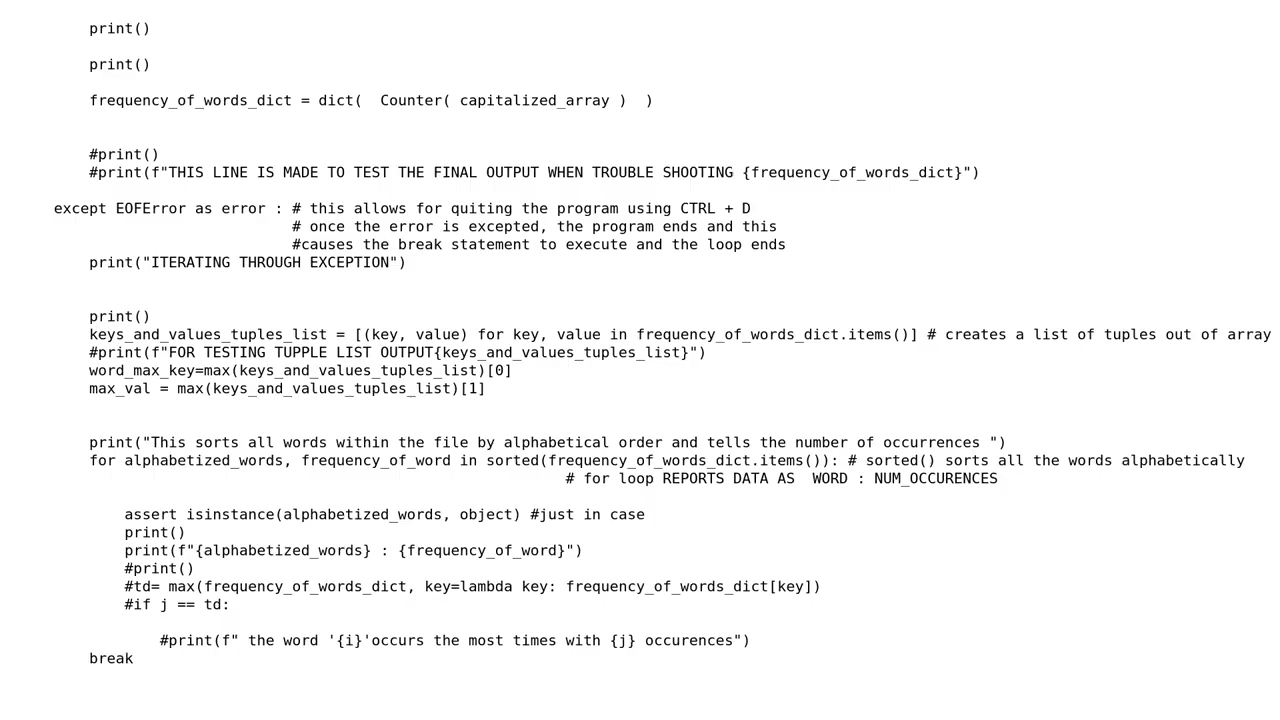 print()
print()
frequency_of_words_dict = dict(  Counter( capitalized_array )  )
#print()
#print(f"THIS LINE IS MADE TO TEST THE FINAL OUTPUT WHEN TROUBLE SHOOTING {frequency_of_words_dict}")
except EOFError as error : # this allows for quiting the program using CTRL + D
# once the error is excepted, the program ends and this
#causes the break statement to execute and the loop ends
print("ITERATING THROUGH EXCEPTION")
print()
keys_and_values_tuples_list = [(key, value) for key, value in frequency_of_words_dict.items()] # creates a list of tuples out of array
#print(f"FOR TESTING TUPPLE LIST OUTPUT{keys_and_values_tuples_list}")
word_max_key=max(keys_and_values_tuples_list)[0]
max_val = max(keys_and_values_tuples_list)[1]
print("This sorts all words within the file by alphabetical order and tells the number of occurrences ")
for alphabetized_words, frequency_of_word in sorted(frequency_of_words_dict.items()): # sorted() sorts all the words alphabetically
# for loop REPORTS DATA AS  WORD : NUM_OCCURENCES
assert isinstance(alphabetized_words, object) #just in case
print()
print(f"{alphabetized_words} : {frequency_of_word}")
#print()
#td= max(frequency_of_words_dict, key=lambda key: frequency_of_words_dict[key])
#if j == td:
#print(f" the word '{i}'occurs the most times with {j} occurences")
break